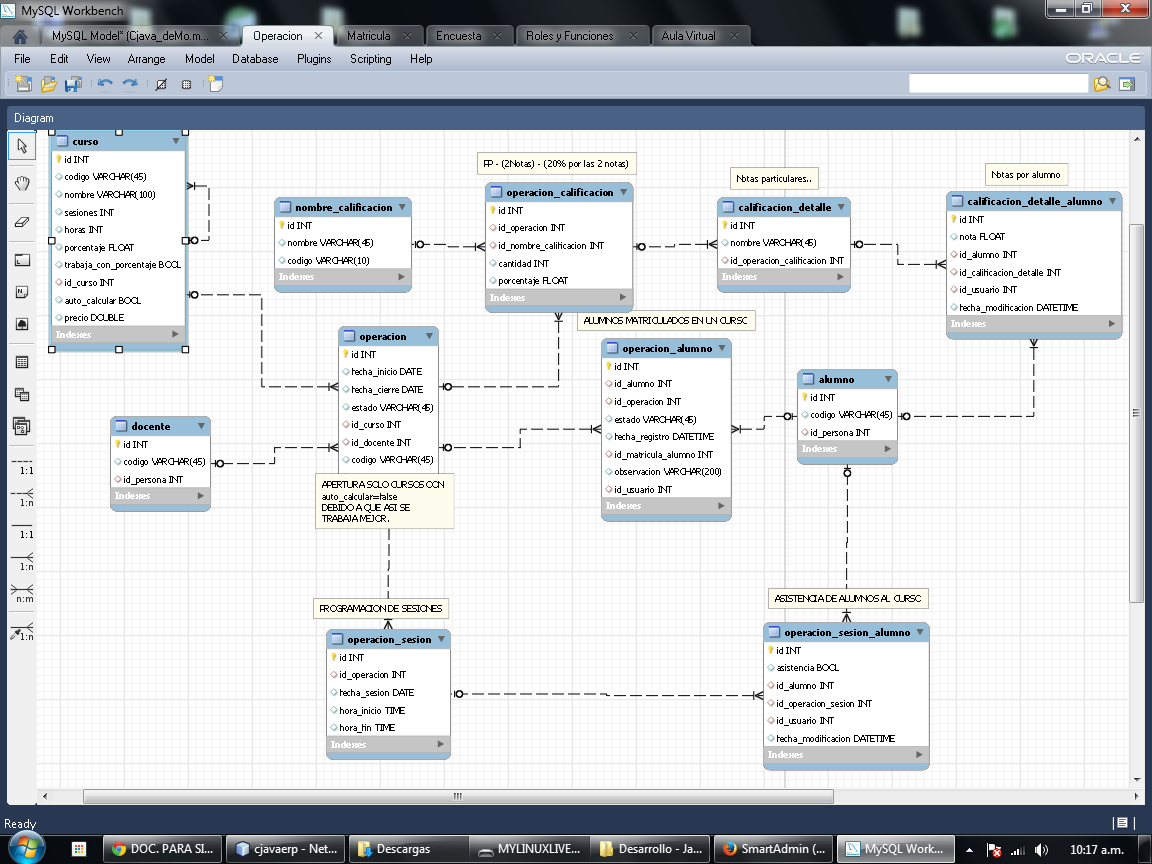 MySQL Workbench
MySQL Model* (Cjava_deMo.m...
Operacion
Matricula
Encuesta
Roles y Funciones
Aula Virtual
File Edit View Arrange Model Database Plugins Scripting Help
ORACLE
Diagram
curso
id INT
codigo VARCHAR(45)
nombre VARCHAR(100)
sesiones INT
horas INT
porcentaje FLOAT
trabaja_con_porcentaje BOOL
id_curso INT
auto_calcular BOOL
precio DOUBLE
Indexes
nombre_calificacion
id INT
nombre VARCHAR(45)
codigo VARCHAR(10)
Indexes
PP - (2Notas) - (20% por las 2 notas)
operacion_calificacion
id INT
id_operacion INT
id_nombre_calificacion INT
cantidad INT
porcentaje FLOAT
Indexes
Notas particulares..
calificacion_detalle
id INT
nombre VARCHAR(45)
id_operacion_calificacion INT
Indexes
Notas por alumno
calificacion_detalle_alumno
id INT
nota FLOAT
id_alumno INT
id_calificacion_detalle INT
id_usuario INT
fecha_modificacion DATETIME
Indexes
operacion
id INT
fecha_inicio DATE
fecha_cierre DATE
estado VARCHAR(45)
id_curso INT
id_docente INT
codigo VARCHAR(45)
APERTURA SOLO CURSOS CON
auto_calcular=false
DEBIDO A QUE ASI SE
TRABAJA MEJOR.
ALUMNOS MATRICULADOS EN UN CURSO
operacion_alumno
id INT
id_alumno INT
id_operacion INT
estado VARCHAR(45)
fecha_registro DATETIME
id_matricula_alumno INT
observacion VARCHAR(200)
id_usuario INT
Indexes
alumno
id INT
codigo VARCHAR(45)
id_persona INT
Indexes
docente
id INT
codigo VARCHAR(45)
id_persona INT
Indexes
PROGRAMACION DE SESIONES
operacion_sesion
id INT
id_operacion INT
fecha_sesion DATE
hora_inicio TIME
hora_fin TIME
Indexes
ASISTENCIA DE ALUMNOS AL CURSO
operacion_sesion_alumno
id INT
asistencia BOOL
id_alumno INT
id_operacion_sesion INT
id_usuario INT
fecha_modificacion DATETIME
Indexes
1:1
1:n
1:1
1:n
n:m
1:n
Ready
DOC. PARA SI...
cjavaerp - Net...
Descargas
MYLINUXLIVE...
Desarrollo - Ja...
SmartAdmin (...
MySQL Work...
10:17 a.m.